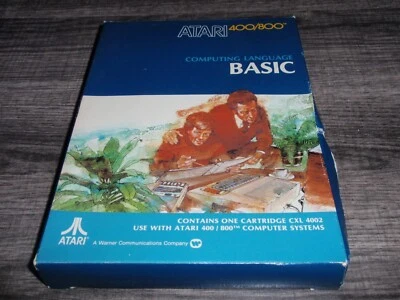 ATARI 400/800™
COMPUTING LANGUAGE
BASIC
CONTAINS ONE CARTRIDGE CXL 4002
USE WITH ATARI 400 / 800™ COMPUTER SYSTEMS
ATARI® A Warner Communications Company